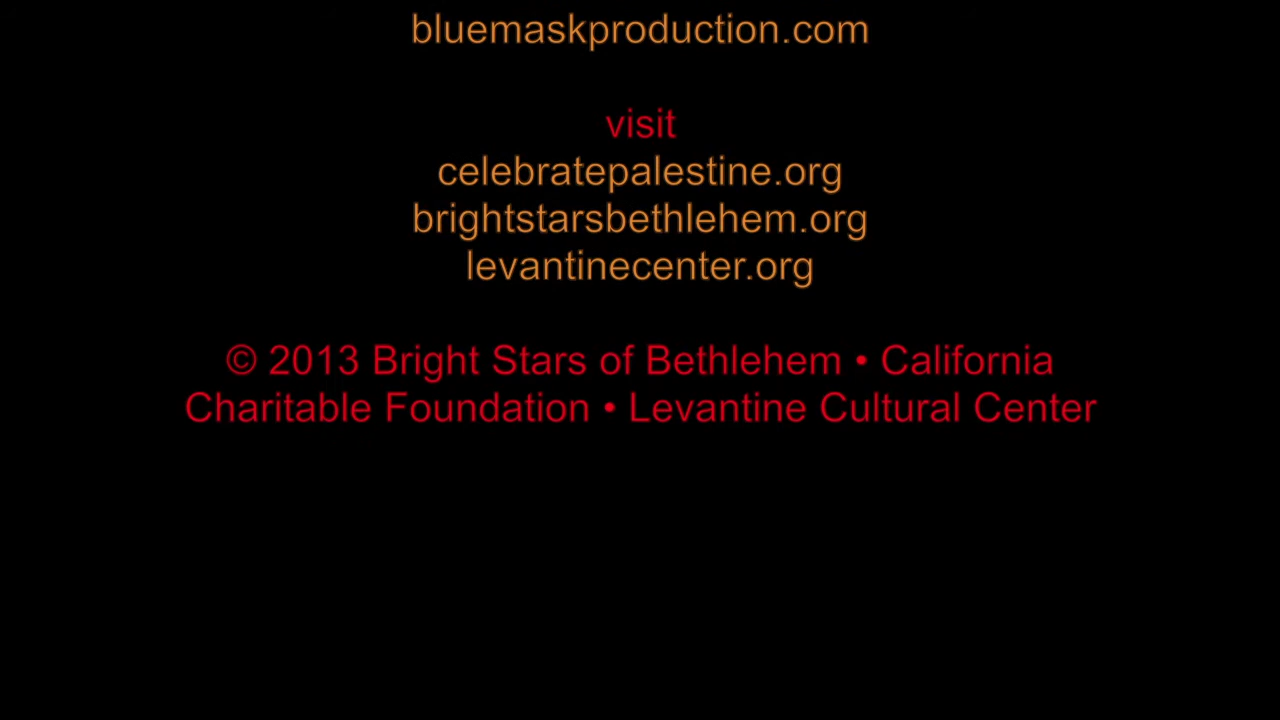 bluemaskproduction.com
visit
celebratepalestine.org
brightstarsbethlehem.org
levantinecenter.org
© 2013 Bright Stars of Bethlehem • California
Charitable Foundation • Levantine Cultural Center